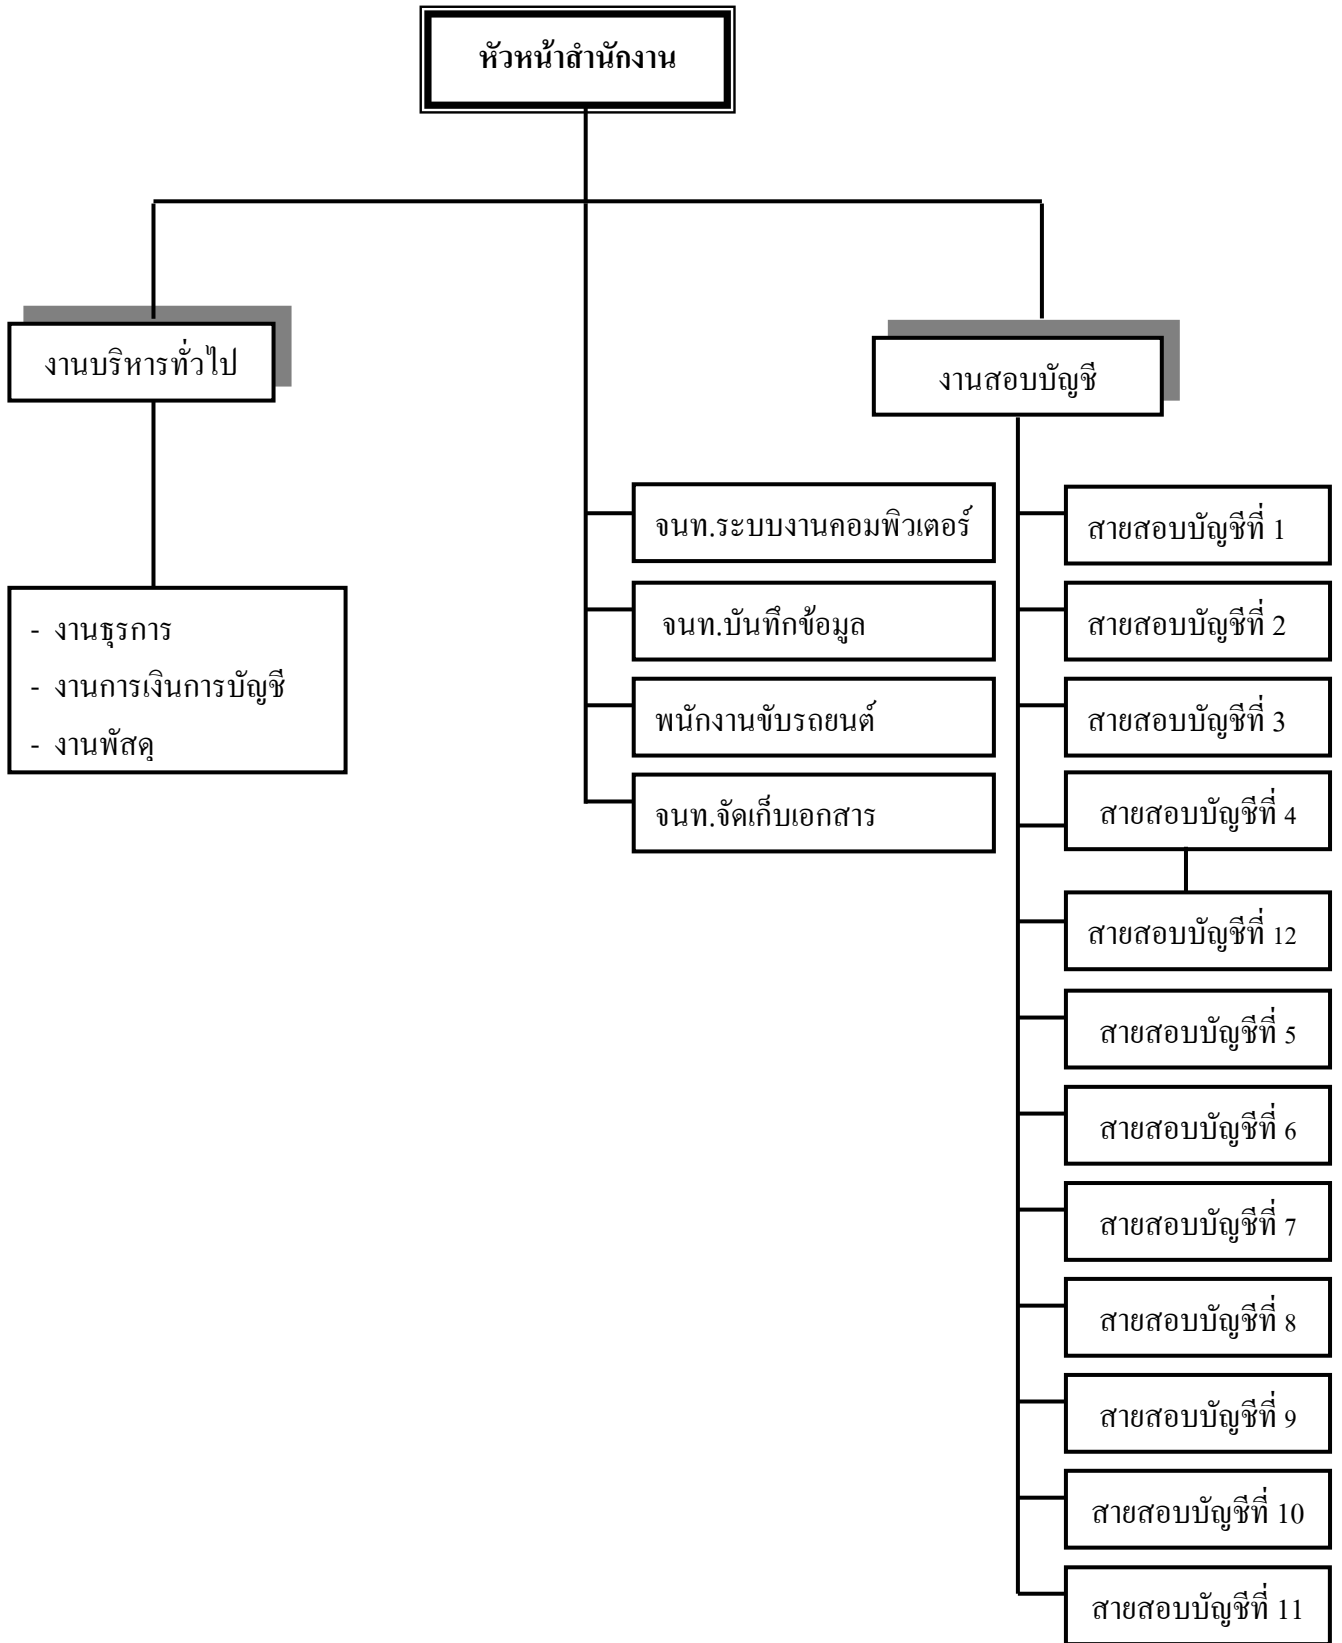 หัวหน้าสำนักงาน
งานบริหารทั่วไป
- งานธุรการ
- งานการเงินการบัญชี
- งานพัสดุ
จนท.ระบบงานคอมพิวเตอร์
จนท.บันทึกข้อมูล
พนักงานขับรถยนต์
จนท.จัดเก็บเอกสาร
งานสอบบัญชี
สายสอบบัญชีที่ 1
สายสอบบัญชีที่ 2
สายสอบบัญชีที่ 3
สายสอบบัญชีที่ 4
สายสอบบัญชีที่ 12
สายสอบบัญชีที่ 5
สายสอบบัญชีที่ 6
สายสอบบัญชีที่ 7
สายสอบบัญชีที่ 8
สายสอบบัญชีที่ 9
สายสอบบัญชีที่ 10
สายสอบบัญชีที่ 11